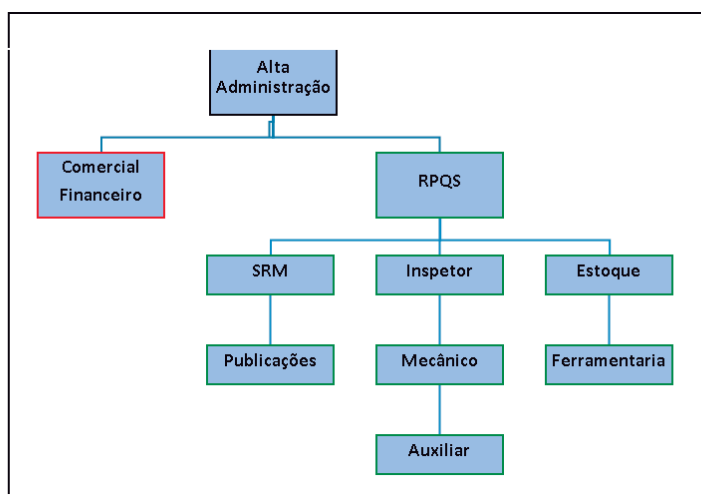 Alta
Administração
Comercial
Financeiro
RPQS
SRM
Inspetor
Estoque
Publicações
Mecânico
Ferramentaria
Auxiliar